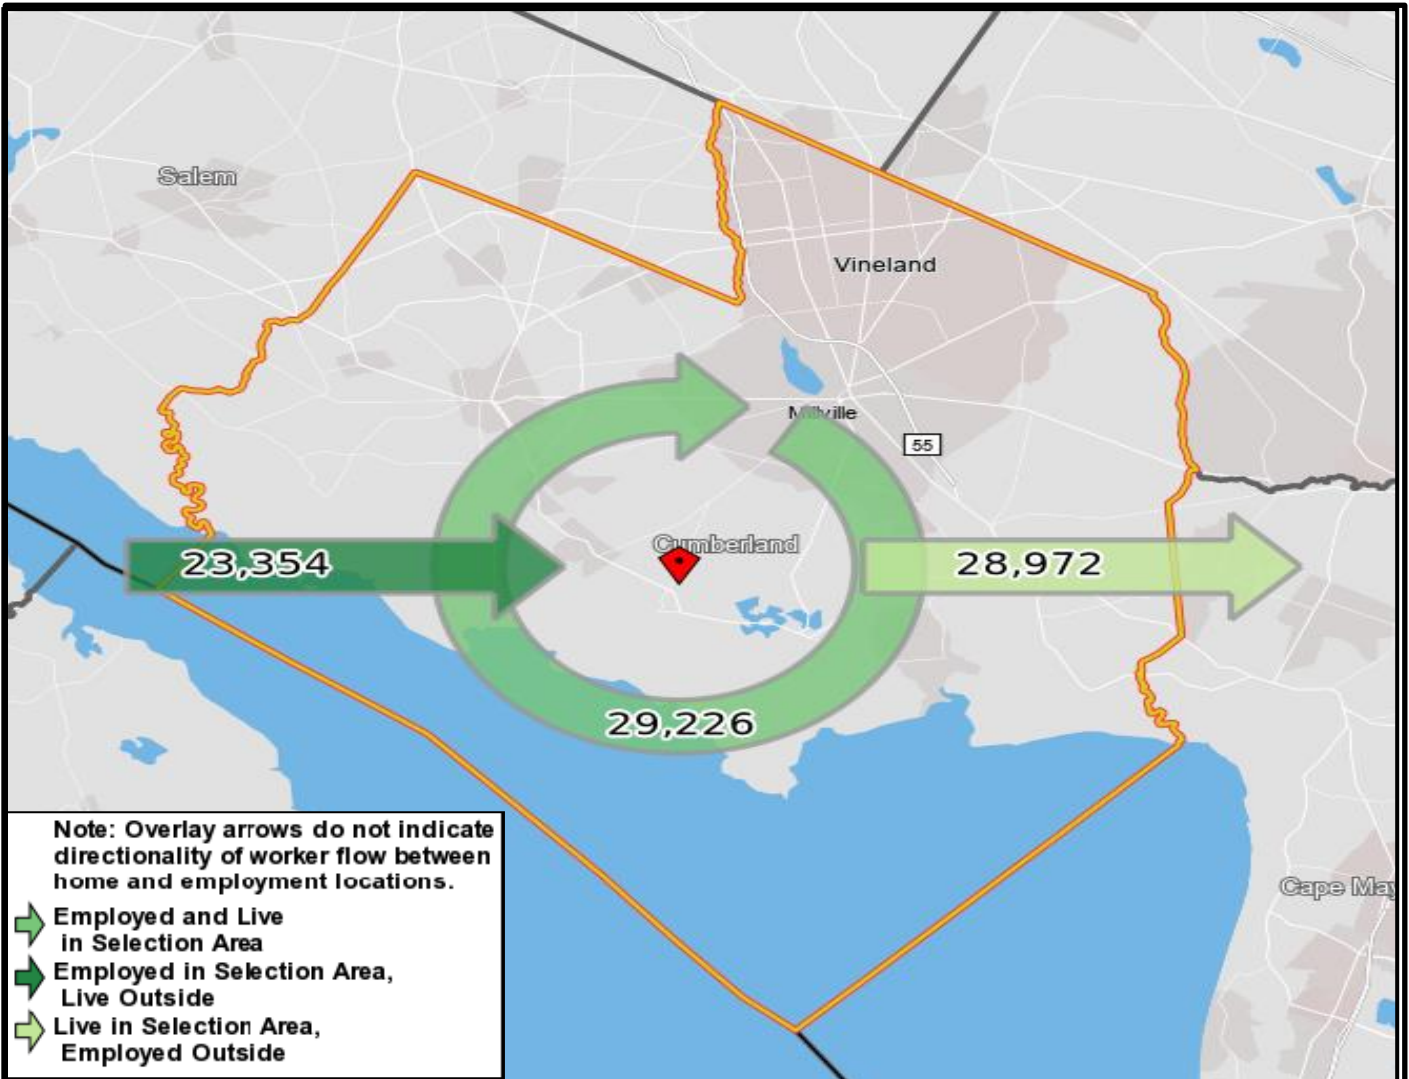 Salem
Vineland
Millville
55
Cumberland
23,354
28,972
29,226
Cape May
Note: Overlay arrows do not indicate
directionality of worker flow between
home and employment locations.
Employed and Live
in Selection Area
Employed in Selection Area,
Live Outside
Live in Selection Area,
Employed Outside